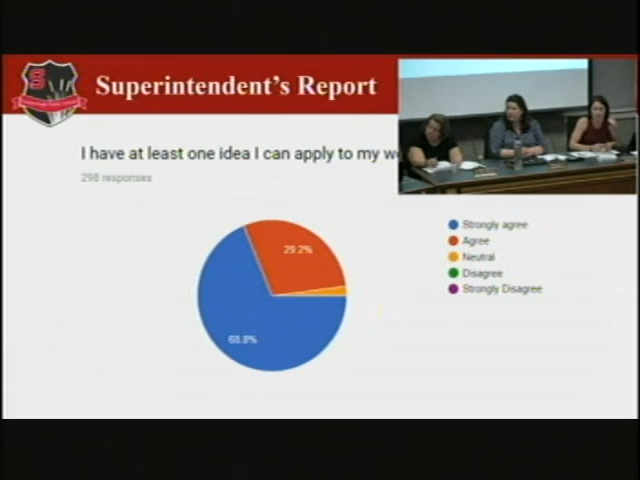 S
Superintendent's Report
I have at least one idea I can apply to my
298 responses
29.2%
68.8%
Strongly agree
Agree
Neutral
Disagree
Strongly Disagree